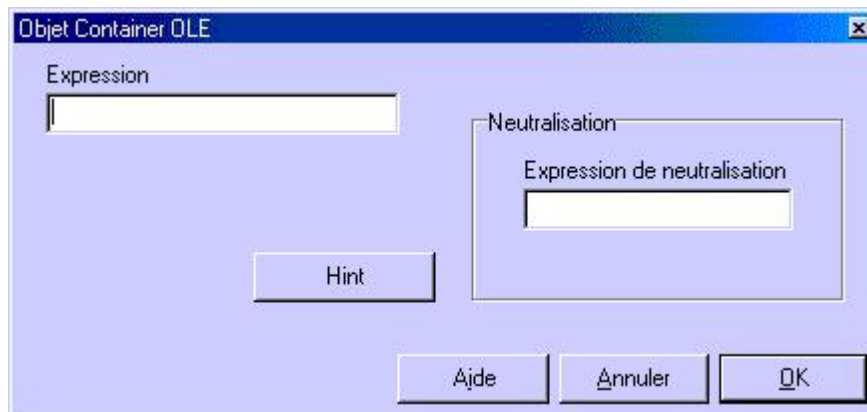 Objet Container OLE
Expression
Neutralisation
Expression de neutralisation
Hint
Aide
Annuler
OK